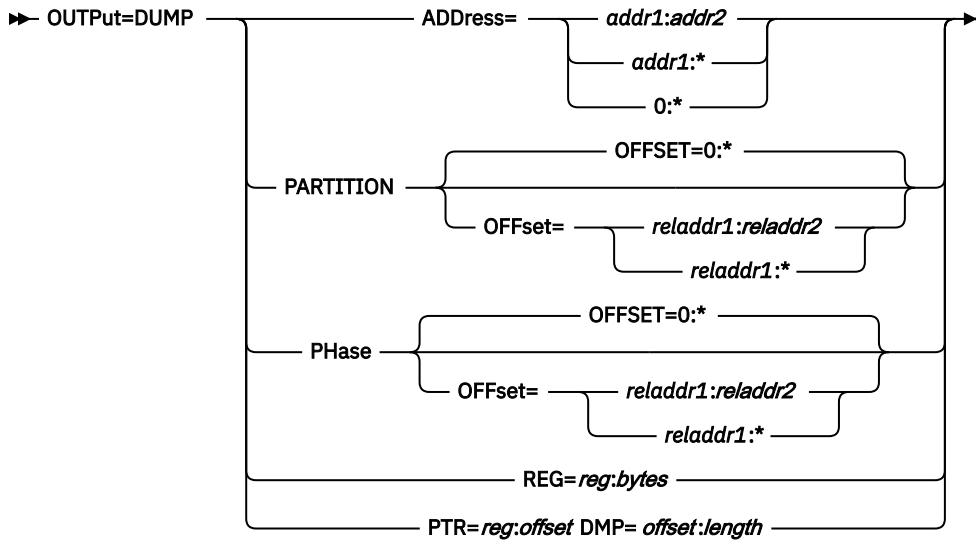 OUTPut=DUMP ADDress= addr1:addr2
addr1:*
0:*
OFFSET=0:*
PARTITION
OFFset= reladdr1:reladdr2
reladdr1:*
OFFSET=0:*
PHase
OFFset= reladdr1:reladdr2
reladdr1:*
REG=reg:bytes
PTR=reg:offset DMP= offset:length